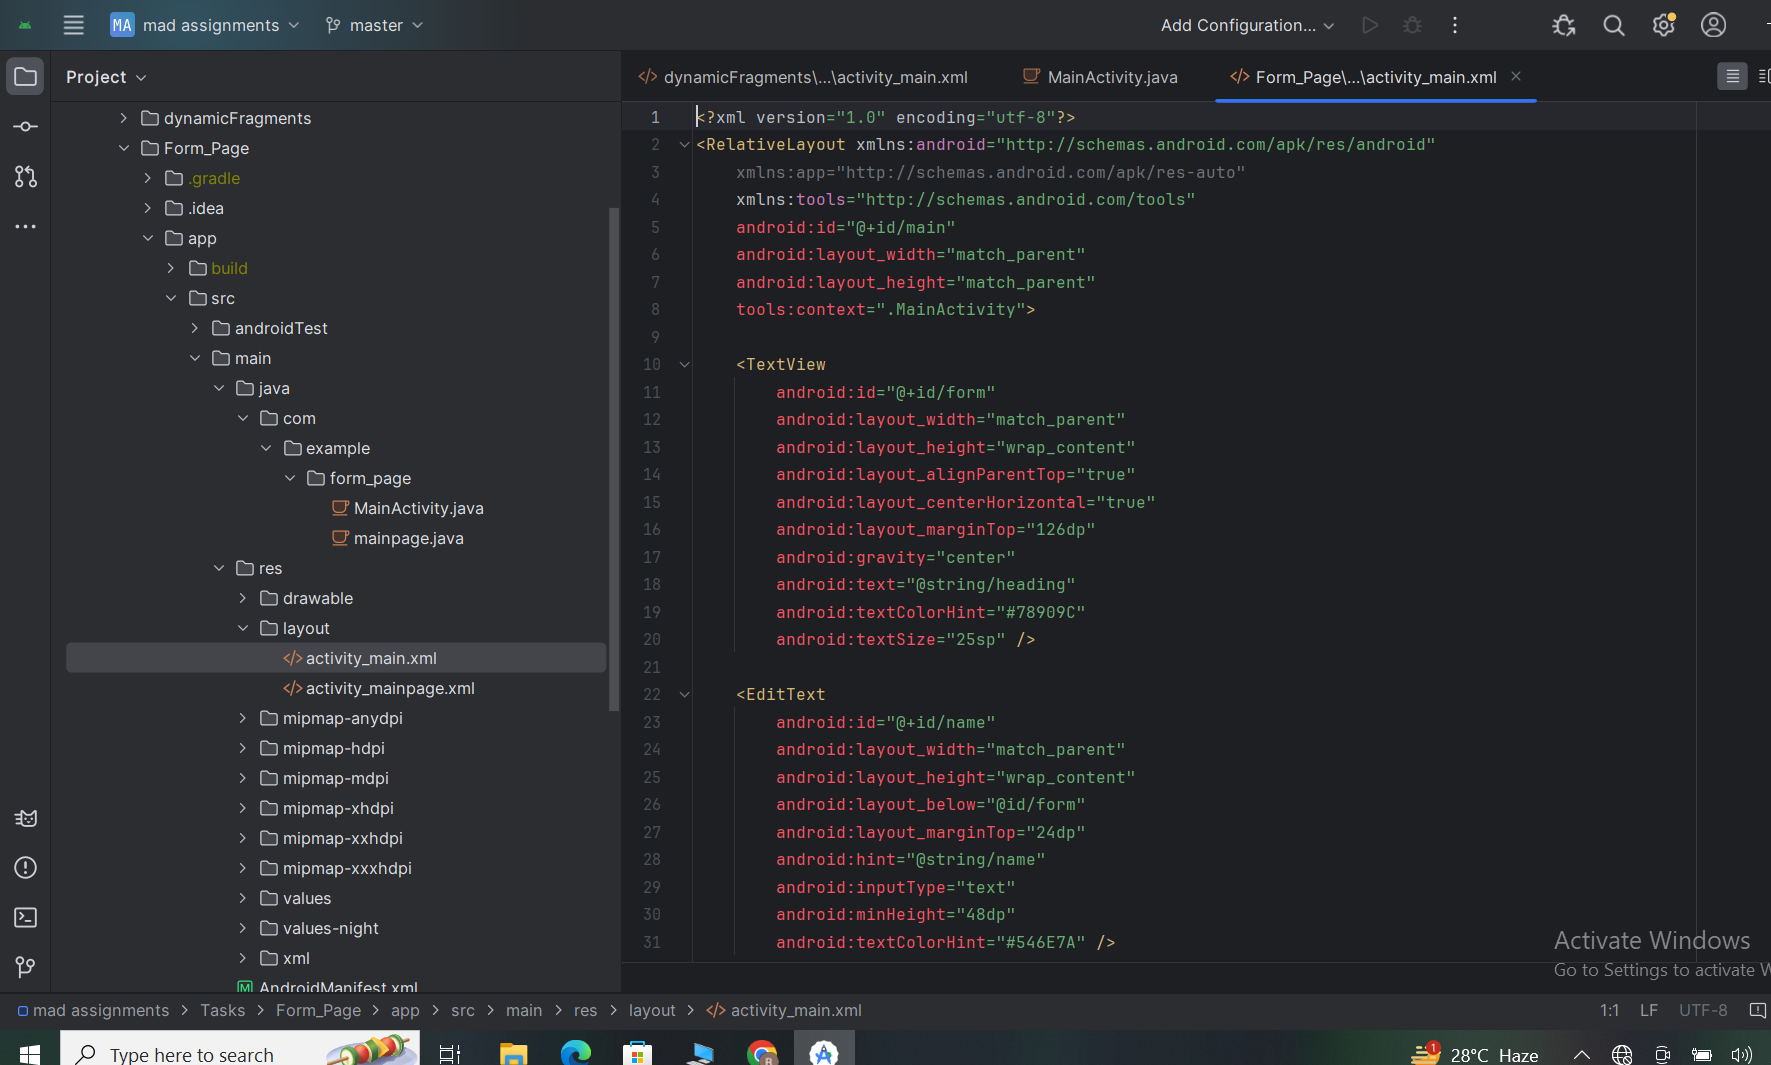 MA mad assignments master Add Configuration...
Project
dynamicFragments\...\activity_main.xml MainActivity.java Form_Page\...\activity_main.xml
dynamicFragments
Form_Page
.gradle
.idea
app
build
src
androidTest
main
java
com
example
form_page
MainActivity.java
mainpage.java
res
drawable
layout
activity_main.xml
activity_mainpage.xml
mipmap-anydpi
mipmap-hdpi
mipmap-mdpi
mipmap-xhdpi
mipmap-xxhdpi
mipmap-xxxhdpi
values
values-night
xml
AndroidManifest.xml
1 <?xml version="1.0" encoding="utf-8"?>
2 <RelativeLayout xmlns:android="http://schemas.android.com/apk/res/android"
3 xmlns:app="http://schemas.android.com/apk/res-auto"
4 xmlns:tools="http://schemas.android.com/tools"
5 android:id="@+id/main"
6 android:layout_width="match_parent"
7 android:layout_height="match_parent"
8 tools:context=".MainActivity">
9
10 <TextView
11 android:id="@+id/form"
12 android:layout_width="match_parent"
13 android:layout_height="wrap_content"
14 android:layout_alignParentTop="true"
15 android:layout_centerHorizontal="true"
16 android:layout_marginTop="126dp"
17 android:gravity="center"
18 android:text="@string/heading"
19 android:textColorHint="#78909C"
20 android:textSize="25sp" />
21
22 <EditText
23 android:id="@+id/name"
24 android:layout_width="match_parent"
25 android:layout_height="wrap_content"
26 android:layout_below="@id/form"
27 android:layout_marginTop="24dp"
28 android:hint="@string/name"
29 android:inputType="text"
30 android:minHeight="48dp"
31 android:textColorHint="#546E7A" />
Activate Windows
Go to Settings to activate W
mad assignments > Tasks > Form_Page > app > src > main > res > layout > activity_main.xml 1:1 LF UTF-8
Type here to search 1 28°C Haze